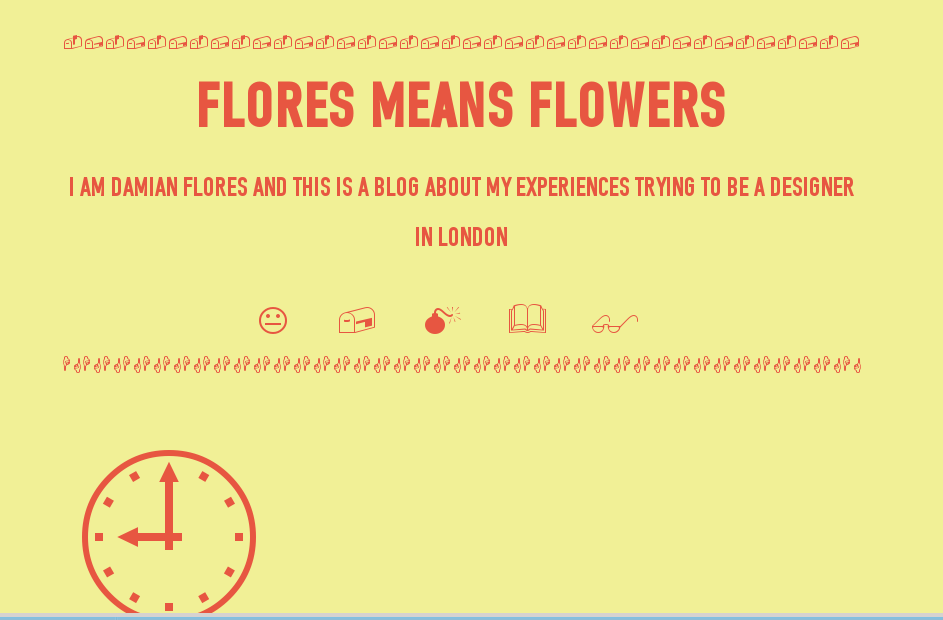 FLORES MEANS FLOWERS
I AM DAMIAN FLORES AND THIS IS A BLOG ABOUT MY EXPERIENCES TRYING TO BE A DESIGNER
IN LONDON